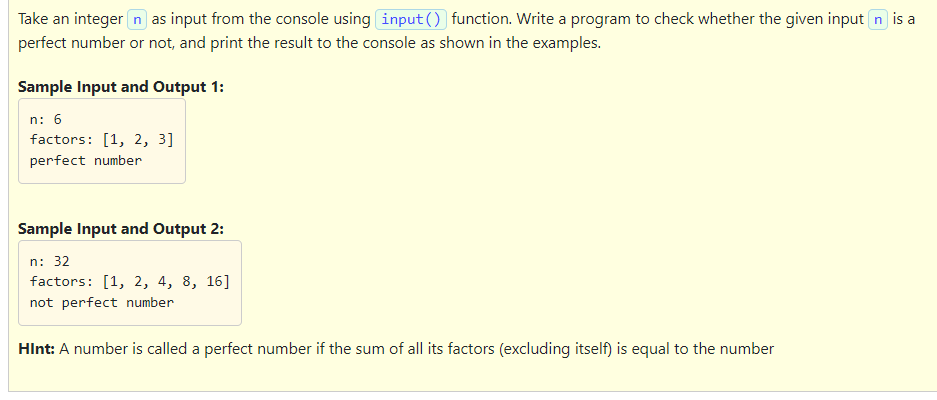 Take an integer n as input from the console using input() function. Write a program to check whether the given input n is a
perfect number or not, and print the result to the console as shown in the examples.
Sample Input and Output 1:
n: 6
factors: [1, 2, 3]
perfect number
Sample Input and Output 2:
n: 32
factors: [1, 2, 4, 8, 16]
not perfect number
HInt: A number is called a perfect number if the sum of all its factors (excluding itself) is equal to the number